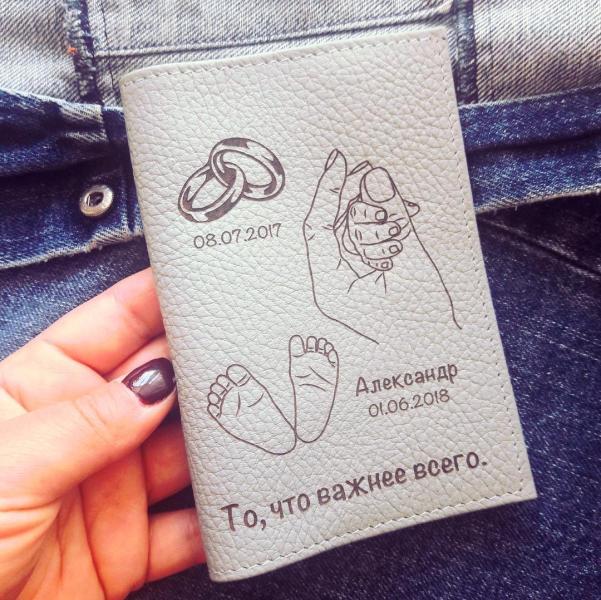 08.07.2017
Александр
01.06.2018
То, что важнее всего.